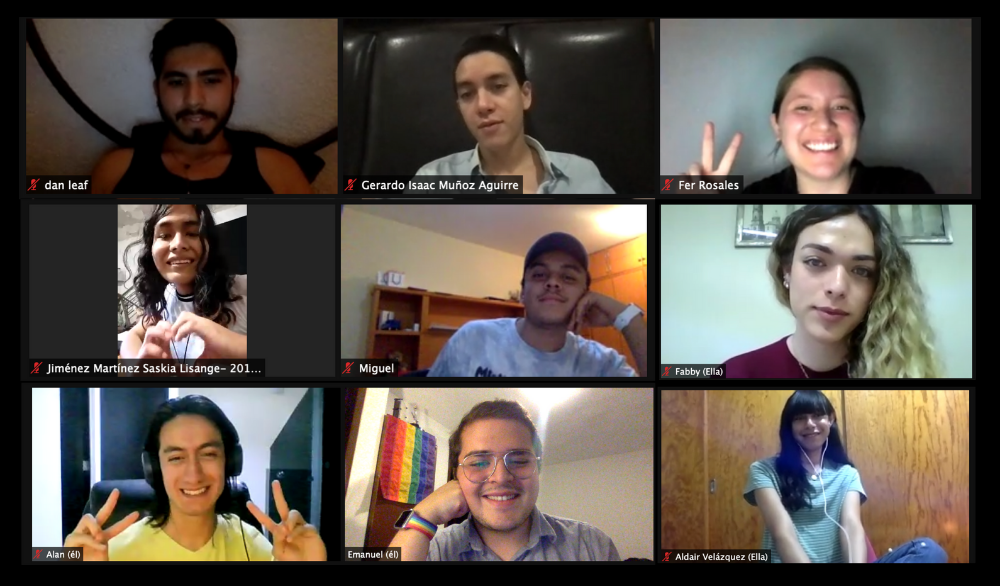 dan leaf
Gerardo Isaac Muñoz Aguirre
Fer Rosales
Jiménez Martínez Saskia Lisange- 201...
Miguel
Fabby (Ella)
Alan (él)
Emanuel (él)
Aldair Velázquez (Ella)